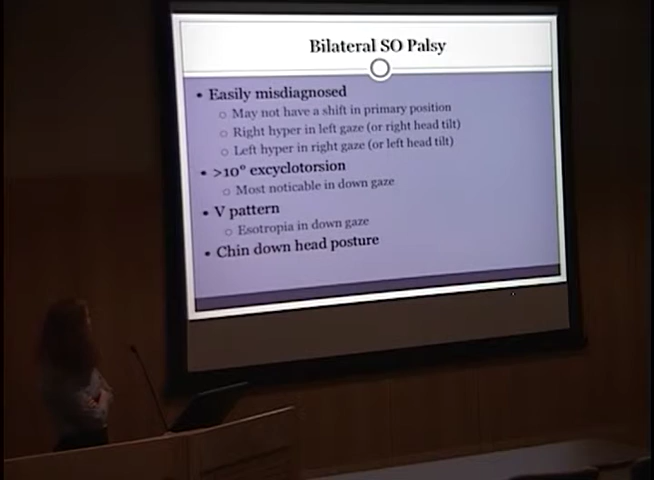 Bilateral SO Palsy
• Easily misdiagnosed
○ May not have a shift in primary position
○ Right hyper in left gaze (or right head tilt)
○ Left hyper in right gaze (or left head tilt)
• >10° excyclotorsion
○ Most noticable in down gaze
• V pattern
○ Esotropia in down gaze
• Chin down head posture